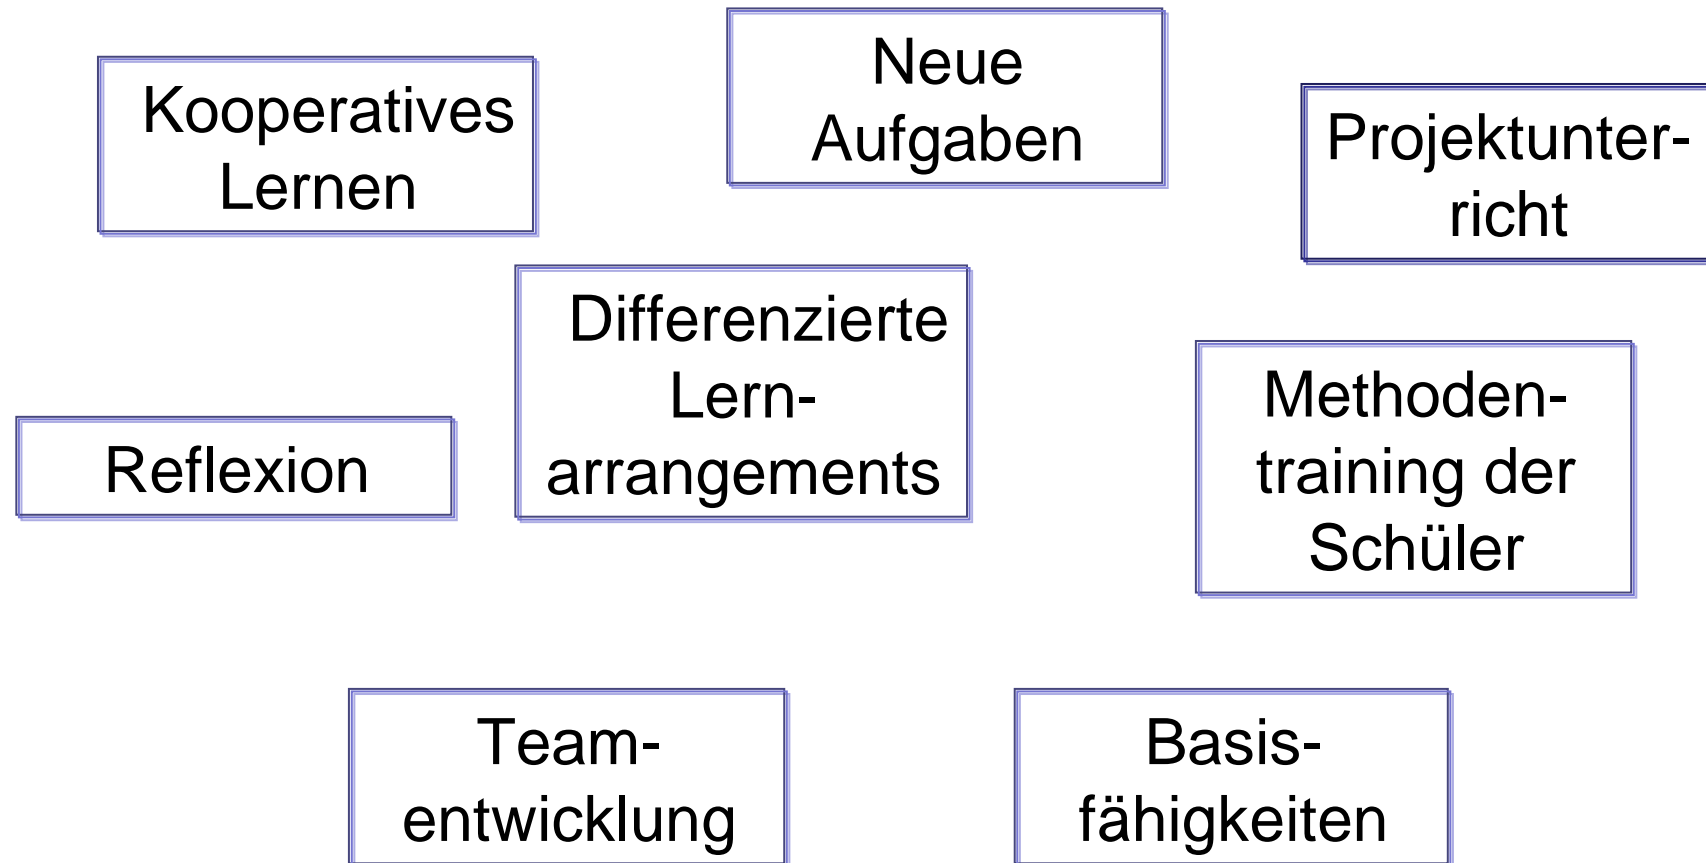 Neue
Aufgaben
Kooperatives
Lernen
Projektunter-
richt
Differenzierte
Lern-
arrangements
Methoden-
training der
Schüler
Reflexion
Team-
entwicklung
Basis-
fähigkeiten